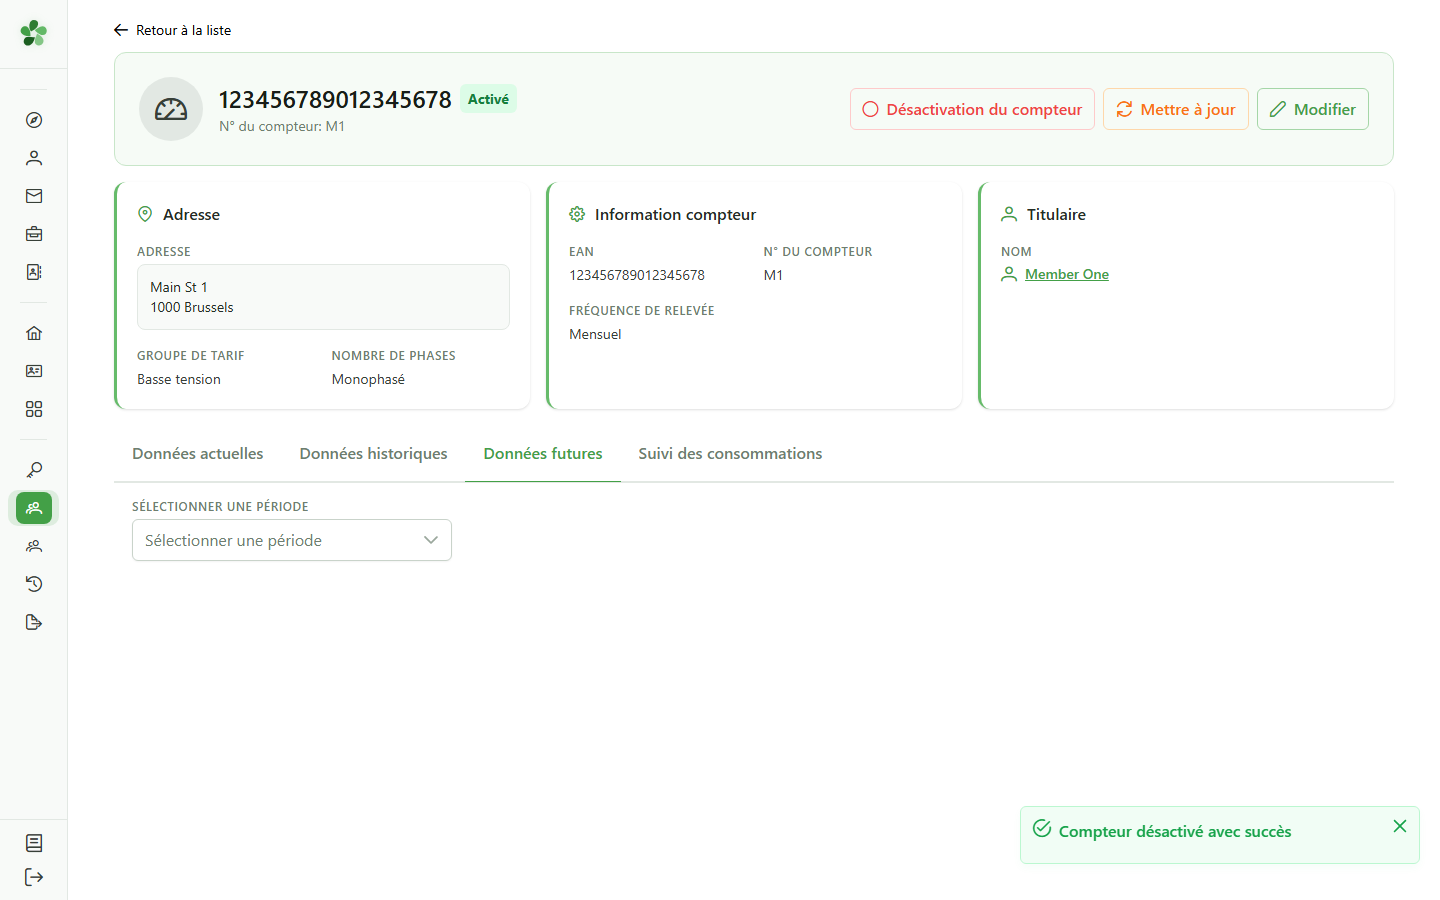 Retour à la liste
123456789012345678 Activé
N° du compteur: M1
Désactivation du compteur
Mettre à jour
Modifier
Adresse
ADRESSE
Main St 1
1000 Brussels
GROUPE DE TARIF
Basse tension
NOMBRE DE PHASES
Monophasé
Information compteur
EAN
123456789012345678
N° DU COMPTEUR
M1
FRÉQUENCE DE RELEVÉE
Mensuel
Titulaire
NOM
Member One
Données actuelles
Données historiques
Données futures
Suivi des consommations
SÉLECTIONNER UNE PÉRIODE
Sélectionner une période
Compteur désactivé avec succès